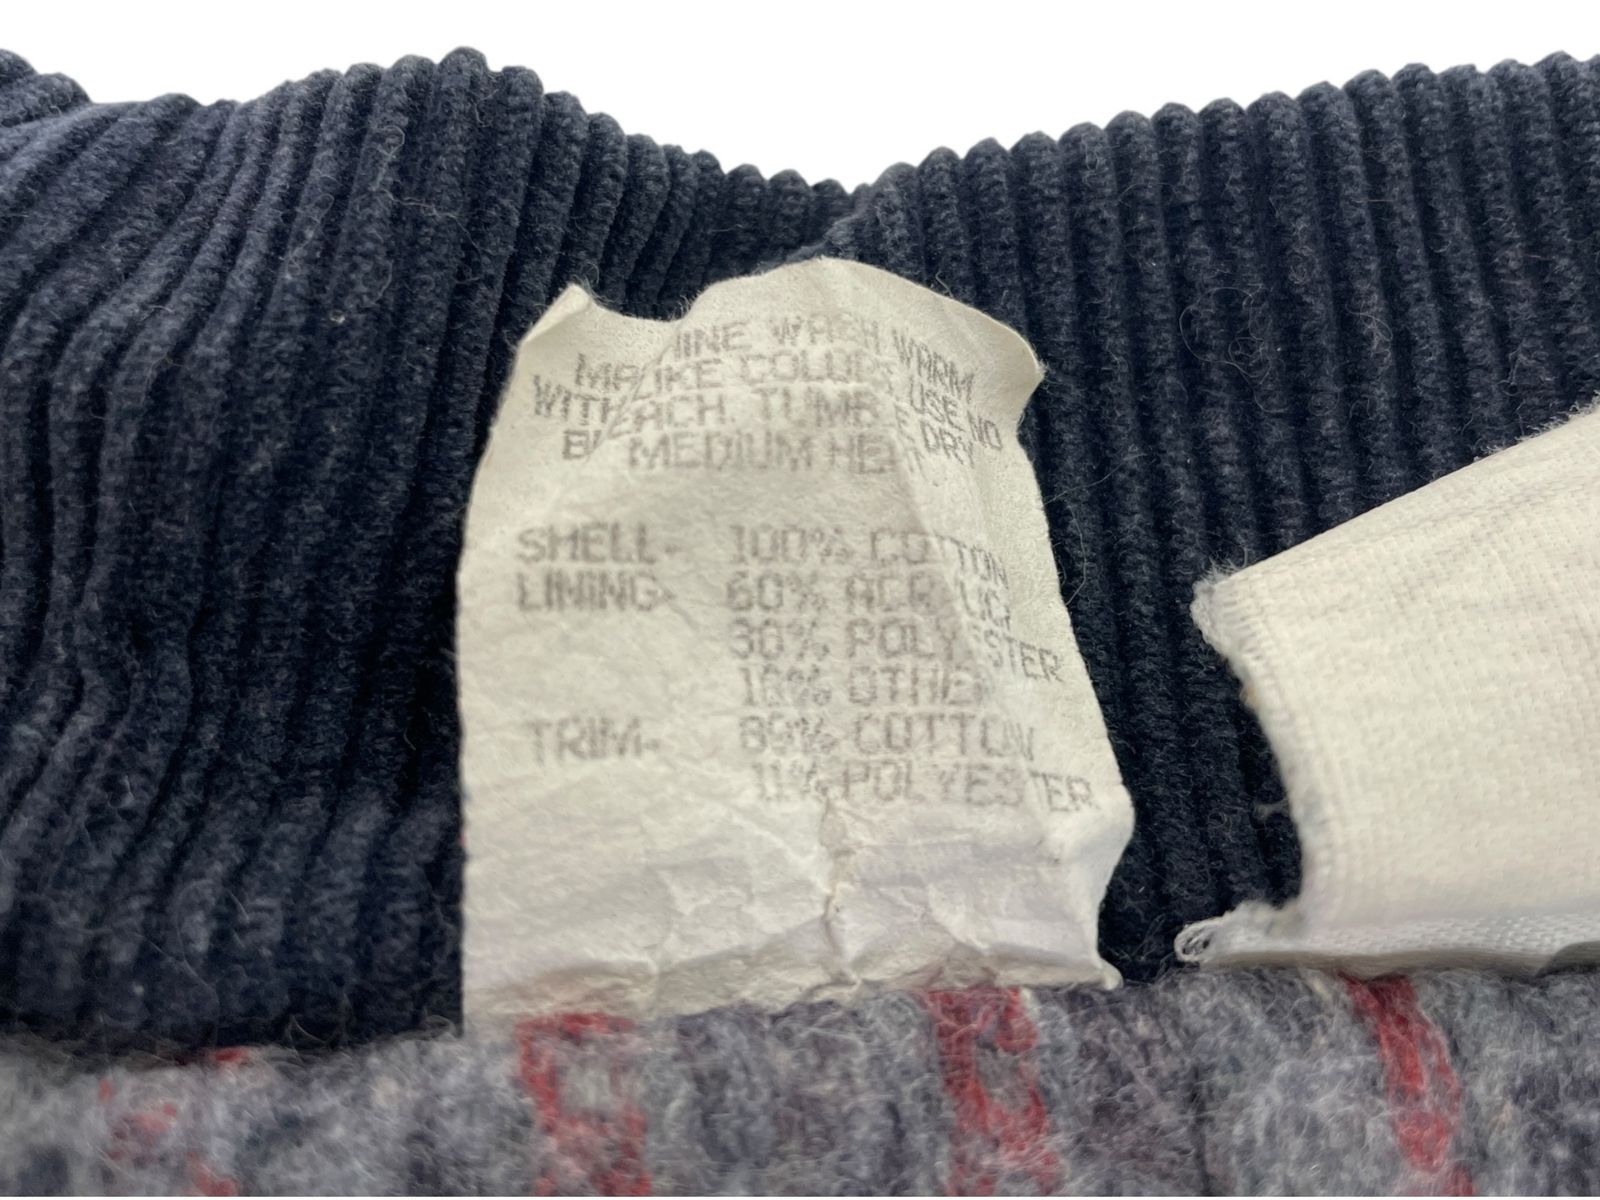 MACHINE WASH WARM
WITH LIKE COLORS USE NO
BLEACH. TUMBLE DRY
MEDIUM HEAT
SHELL- 100% COTTON
LINING- 60% ACRYLIC
30% POLYESTER
10% OTHER
TRIM- 89% COTTON
11% POLYESTER